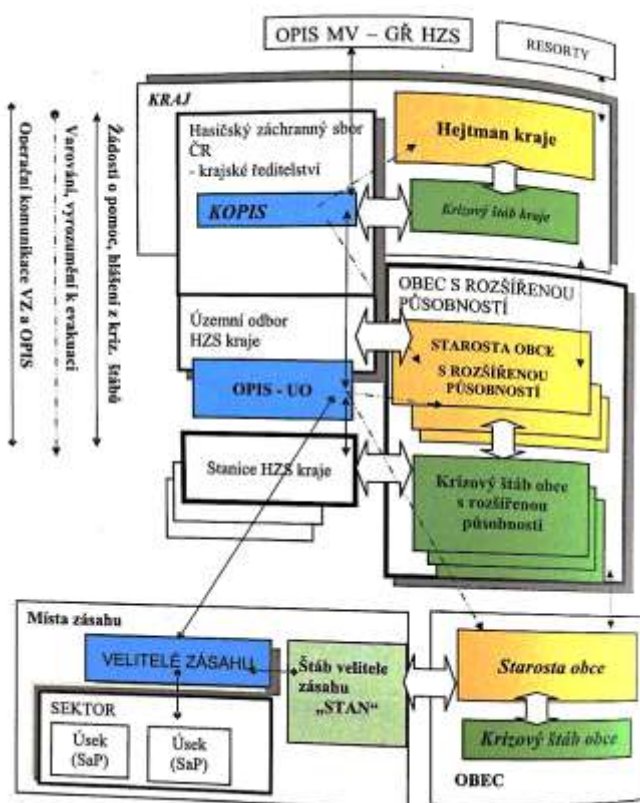 OPIS MV – GŘ HZS
RESORTY
KRAJ
Hasičský záchranný sbor
ČR
- krajské ředitelství
KOPIS
Hejtman kraje
Krizový štáb kraje
Operační komunikace VZ a OPIS
Varování, vyrozumění k evakuaci
Žádosti o pomoc, hlášení z kriz. štábů
Územní odbor
HZS kraje
OPIS - UO
Stanice HZS kraje
OBEC S ROZŠÍŘENOU
PŮSOBNOSTÍ
STAROSTA OBCE
S ROZŠÍŘENOU
PŮSOBNOSTÍ
Krizový štáb obce
s rozšířenou
působností
Místa zásahu
VELITELÉ ZÁSAHU
SEKTOR
Úsek
(SaP)
Úsek
(SaP)
Štáb velitele
zásahu
„STAN“
Starosta obce
Krizový štáb obce
OBEC